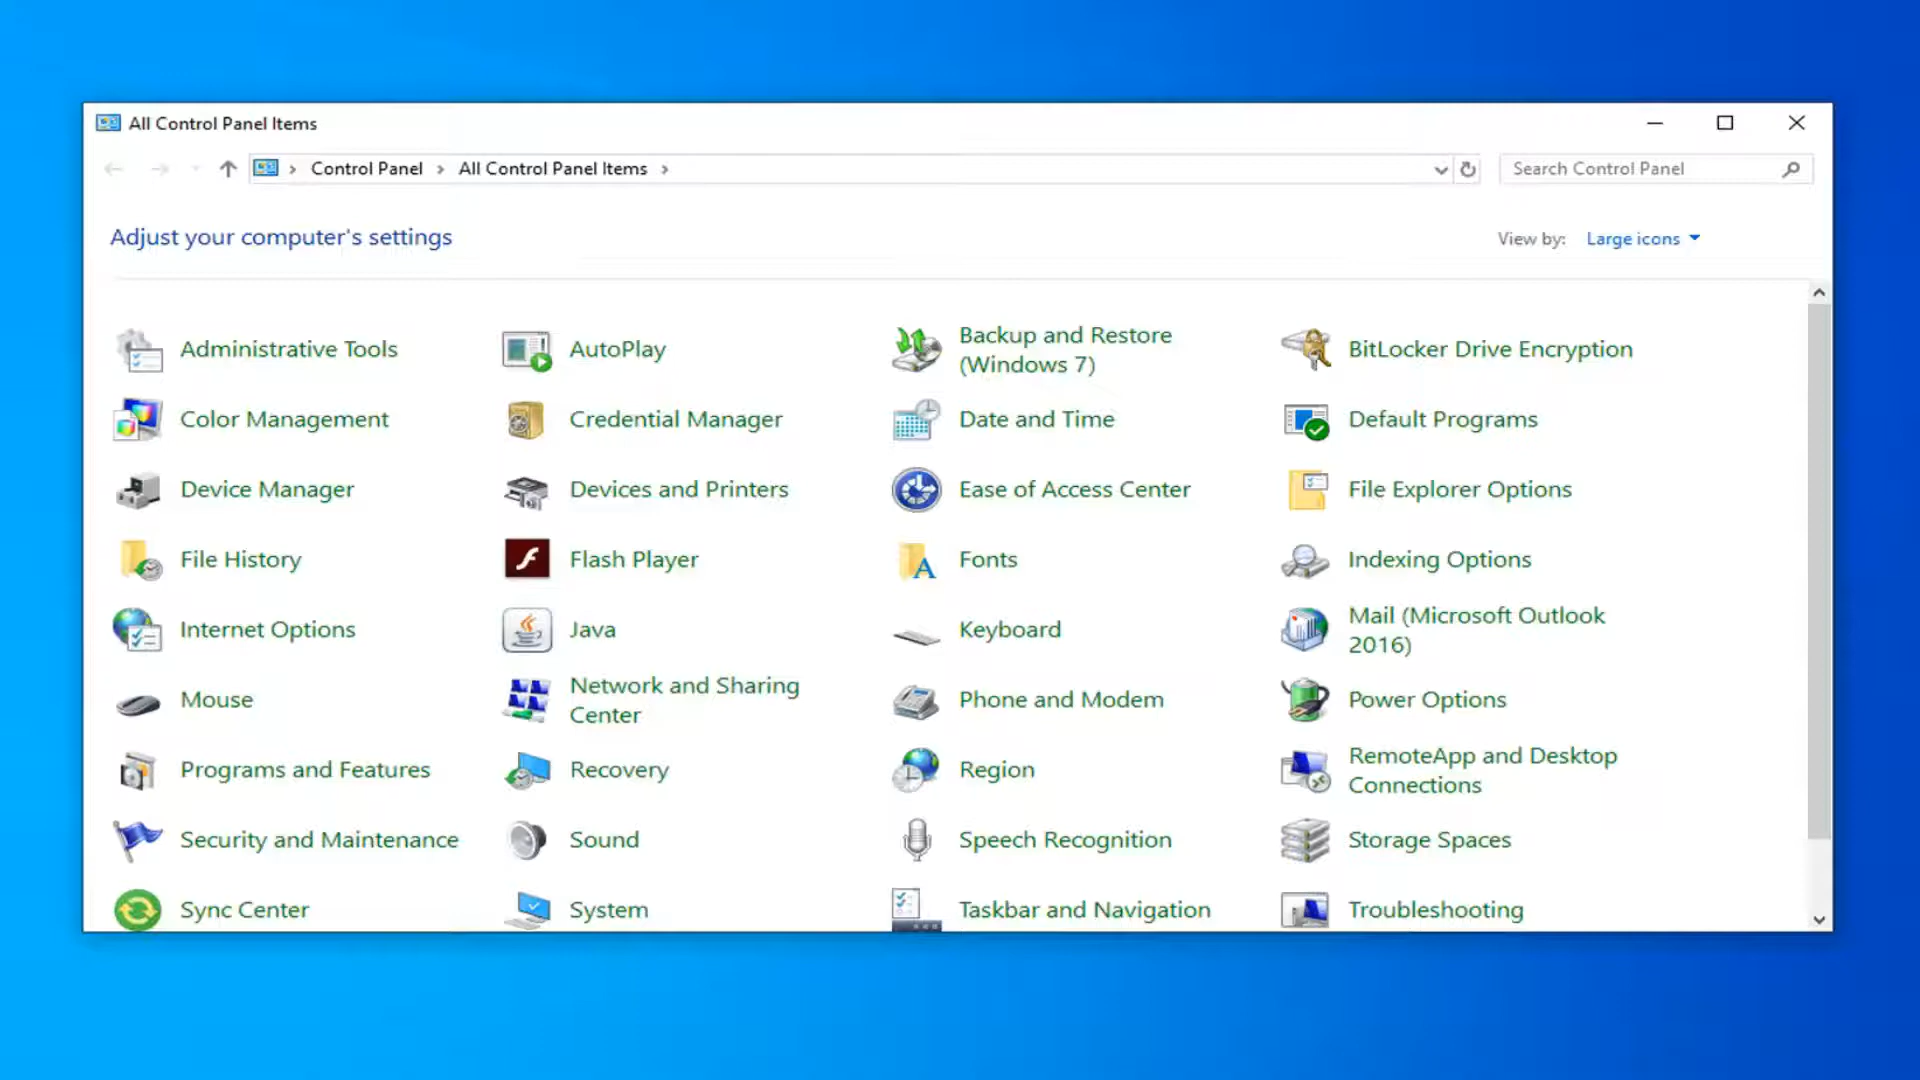 All Control Panel Items
Control Panel All Control Panel Items
Search Control Panel
Adjust your computer's settings
View by: Large icons
Administrative Tools
AutoPlay
Backup and Restore
(Windows 7)
BitLocker Drive Encryption
Color Management
Credential Manager
Date and Time
Default Programs
Device Manager
Devices and Printers
Ease of Access Center
File Explorer Options
File History
Flash Player
Fonts
Indexing Options
Internet Options
Java
Keyboard
Mail (Microsoft Outlook
2016)
Mouse
Network and Sharing
Center
Phone and Modem
Power Options
Programs and Features
Recovery
Region
RemoteApp and Desktop
Connections
Security and Maintenance
Sound
Speech Recognition
Storage Spaces
Sync Center
System
Taskbar and Navigation
Troubleshooting